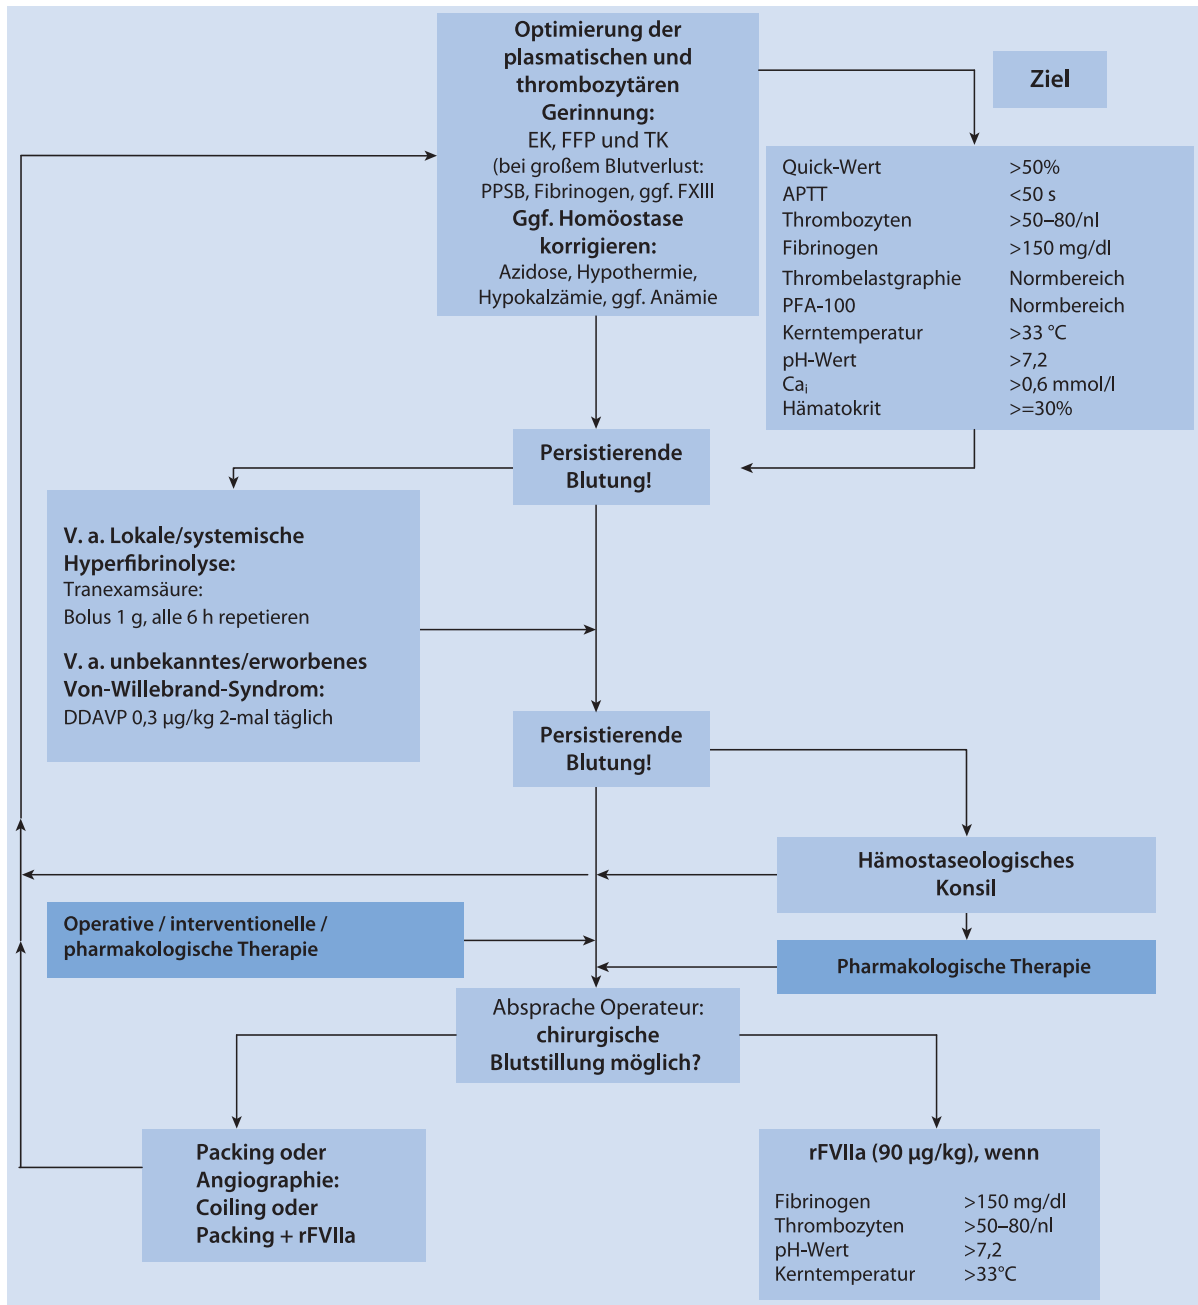 Optimierung der
plasmatischen und
thrombozytären
Gerinnung:
EK, FFP und TK
(bei großem Blutverlust:
PPSB, Fibrinogen, ggf. FXIII
Ggf. Homöostase
korrigieren:
Azidose, Hypothermie,
Hypokalzämie, ggf. Anämie
Ziel
Quick-Wert >50%
APTT <50 s
Thrombozyten >50–80/nl
Fibrinogen >150 mg/dl
Thrombelastgraphie Normbereich
PFA-100 Normbereich
Kerntemperatur >33 °C
pH-Wert >7,2
Cai >0,6 mmol/l
Hämatokrit >=30%
Persistierende
Blutung!
V. a. Lokale/systemische
Hyperfibrinolyse:
Tranexamsäure:
Bolus 1 g, alle 6 h repetieren
V. a. unbekanntes/erworbenes
Von-Willebrand-Syndrom:
DDAVP 0,3 µg/kg 2-mal täglich
Persistierende
Blutung!
Hämostaseologisches
Konsil
Operative / interventionelle /
pharmakologische Therapie
Pharmakologische Therapie
Absprache Operateur:
chirurgische
Blutstillung möglich?
Packing oder
Angiographie:
Coiling oder
Packing + rFVIIa
rFVIIa (90 µg/kg), wenn
Fibrinogen >150 mg/dl
Thrombozyten >50–80/nl
pH-Wert >7,2
Kerntemperatur >33°C